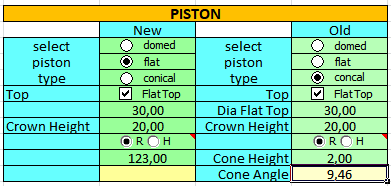 PISTON
New Old
select domed select domed
piston flat piston flat
type conical type concal
Top Flat Top Top Flat Top
30,00 Dia Flat Top 30,00
Crown Height 20,00 Crown Height 20,00
R H R H
123,00 Cone Height 2,00
Cone Angle 9,46